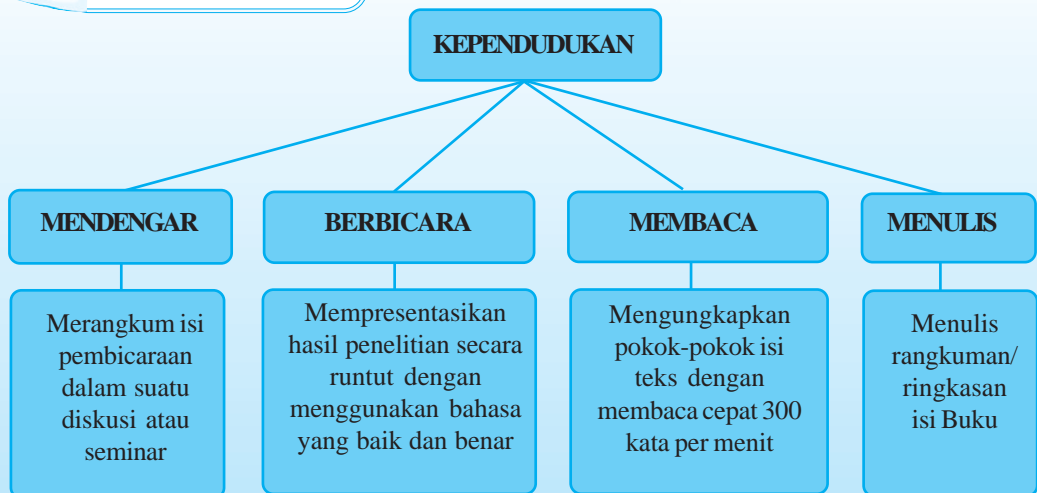 KEPENDUDUKAN
MENDENGAR
BERBICARA
MEMBACA
MENULIS
Merangkum isi
pembicaraan
dalam suatu
diskusi atau
seminar
Mempresentasikan
hasil penelitian secara
runtut dengan
menggunakan bahasa
yang baik dan benar
Mengungkapkan
pokok-pokok isi
teks dengan
membaca cepat 300
kata per menit
Menulis
rangkuman/
ringkasan
isi Buku